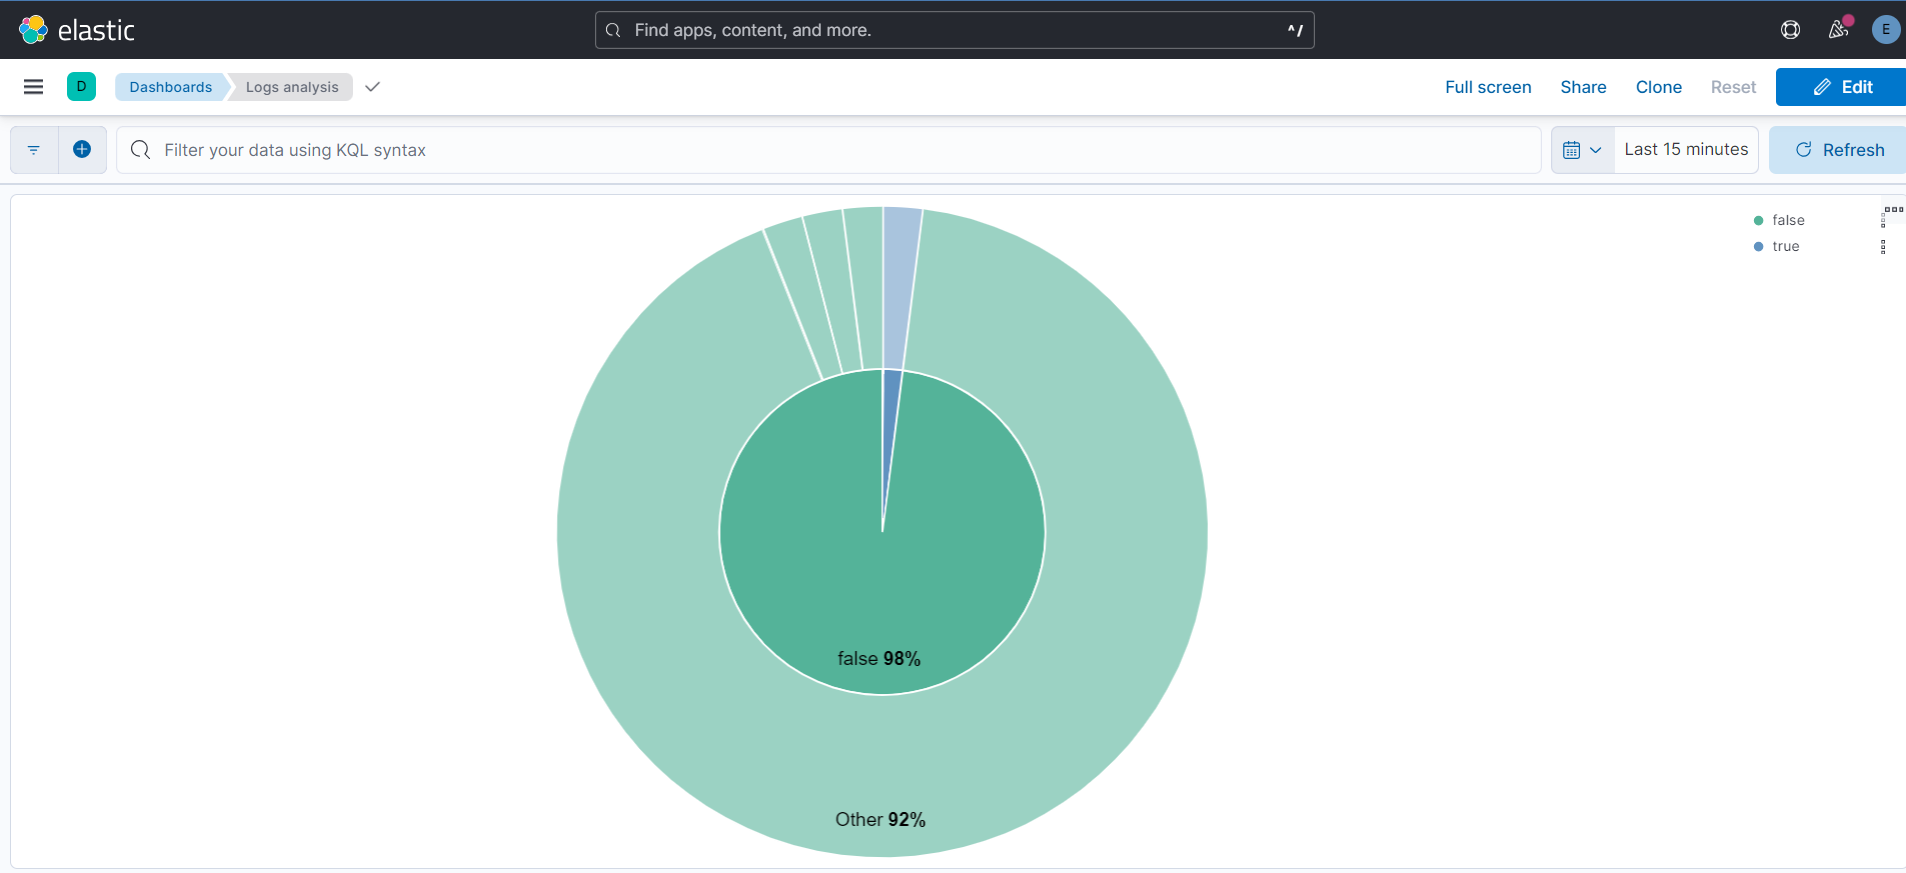 elastic
Find apps, content, and more.
^/
E
D
Dashboards
Logs analysis
Full screen
Share
Clone
Reset
Edit
Filter your data using KQL syntax
Last 15 minutes
Refresh
false
true
false 98%
Other 92%